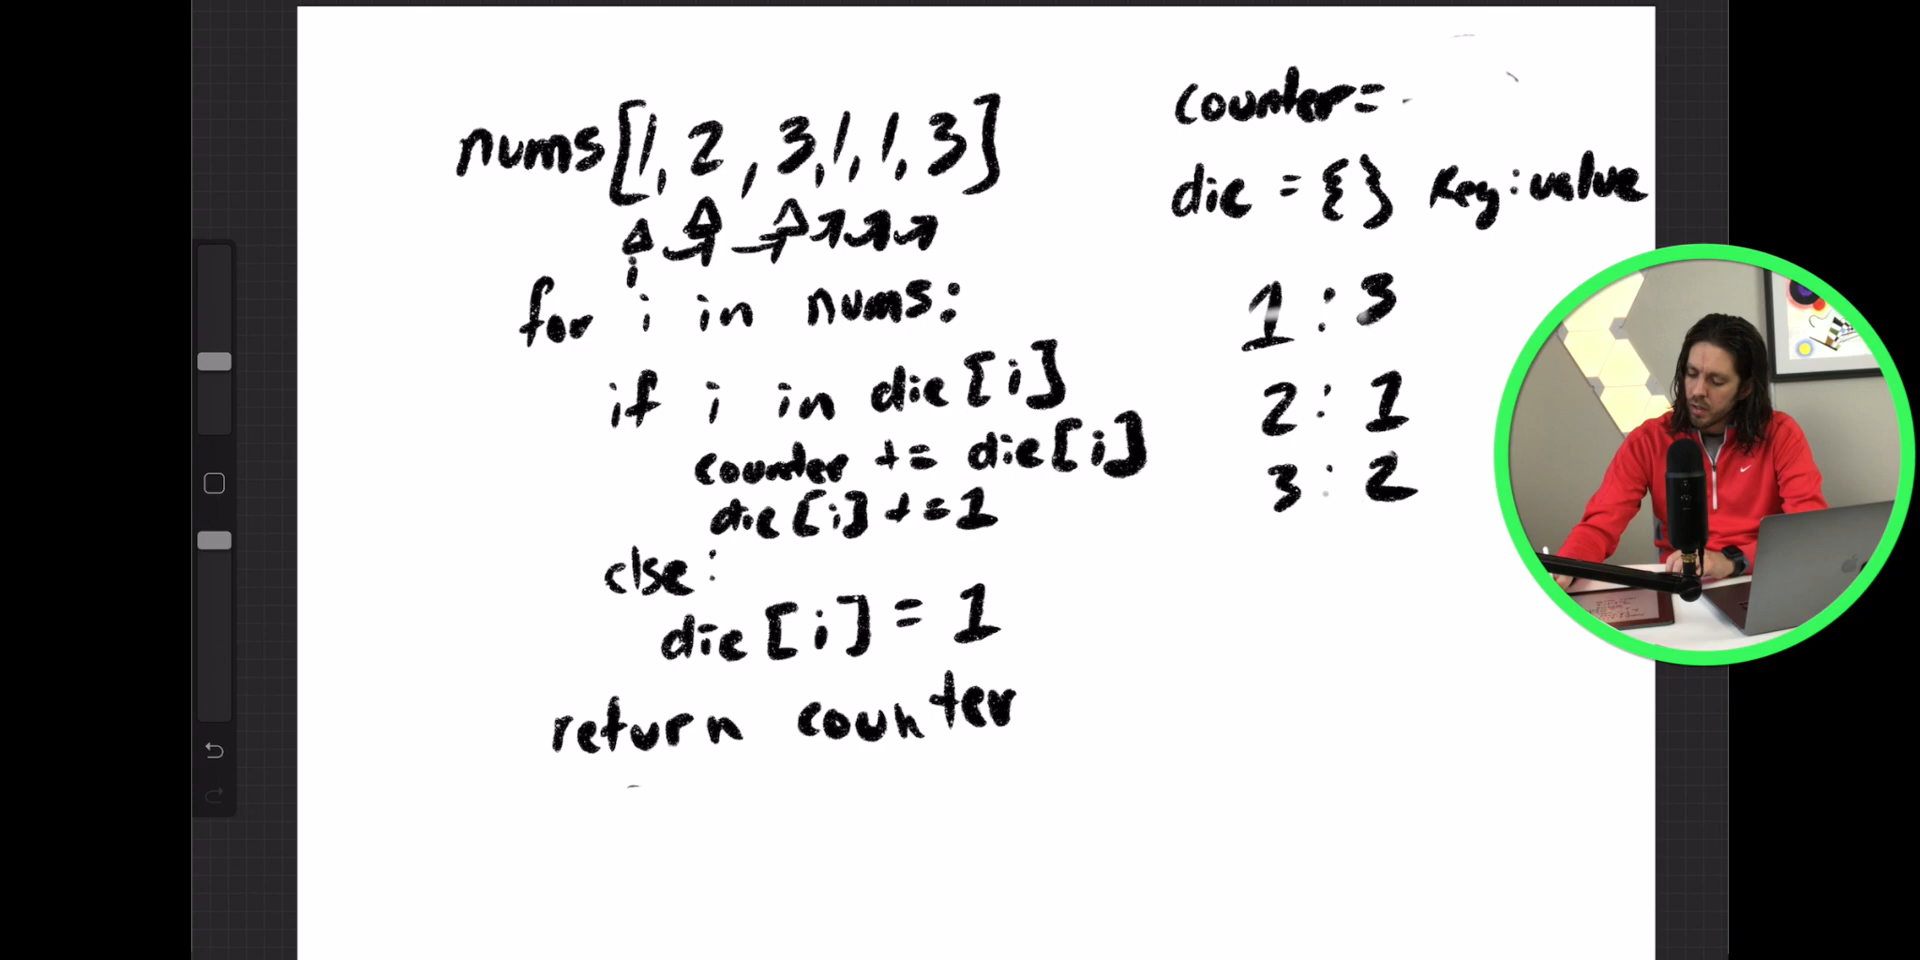 nums[1, 2, 3, 1, 1, 3]
i
for i in nums:
if i in dic[i]
counter += dic[i]
dic[i] += 1
else:
dic[i] = 1
return counter
counter=
dic = {} Key: value
1 : 3
2 : 1
3 : 2